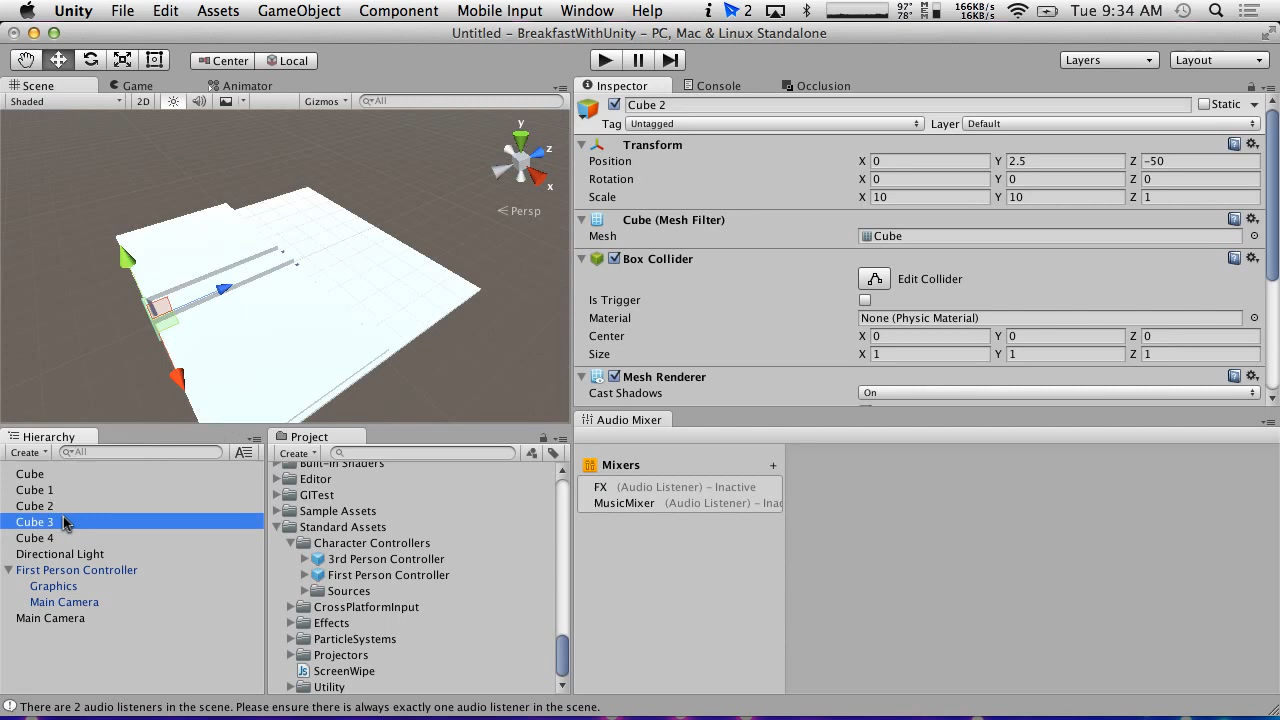 Unity File Edit Assets GameObject Component Mobile Input Window Help 2 97° 78° MEM 166KB/s 16KB/s Tue 9:34 AM
Untitled – BreakfastWithUnity – PC, Mac & Linux Standalone
Center Local Layers Layout
Scene Game Animator
Shaded 2D Gizmos All
y z x
Persp
Inspector Console Occlusion
Cube 2 Static
Tag Untagged Layer Default
Transform
Position X 0 Y 2.5 Z -50
Rotation X 0 Y 0 Z 0
Scale X 10 Y 10 Z 1
Cube (Mesh Filter)
Mesh Cube
Box Collider
Edit Collider
Is Trigger
Material None (Physic Material)
Center X 0 Y 0 Z 0
Size X 1 Y 1 Z 1
Mesh Renderer
Cast Shadows On
Hierarchy
Create All
Cube
Cube 1
Cube 2
Cube 3
Cube 4
Directional Light
First Person Controller
Graphics
Main Camera
Main Camera
Project
Create
Built-in Shaders
Editor
GITest
Sample Assets
Standard Assets
Character Controllers
3rd Person Controller
First Person Controller
Sources
CrossPlatformInput
Effects
ParticleSystems
Projectors
ScreenWipe
Utility
Audio Mixer
Mixers +
FX (Audio Listener) – Inactive
MusicMixer (Audio Listener) – Inac
There are 2 audio listeners in the scene. Please ensure there is always exactly one audio listener in the scene.